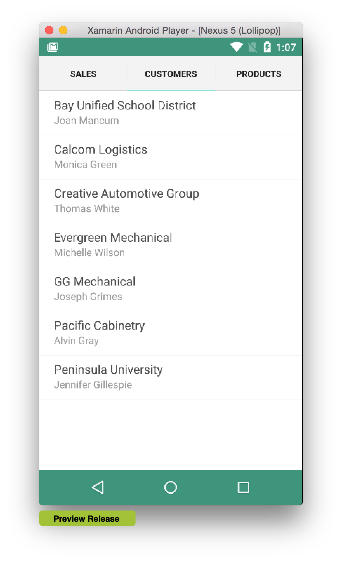 Xamarin Android Player - [Nexus 5 (Lollipop)]
1:07
SALES CUSTOMERS PRODUCTS
Bay Unified School District
Joan Mancum
Calcom Logistics
Monica Green
Creative Automotive Group
Thomas White
Evergreen Mechanical
Michelle Wilson
GG Mechanical
Joseph Grimes
Pacific Cabinetry
Alvin Gray
Peninsula University
Jennifer Gillespie
Preview Release